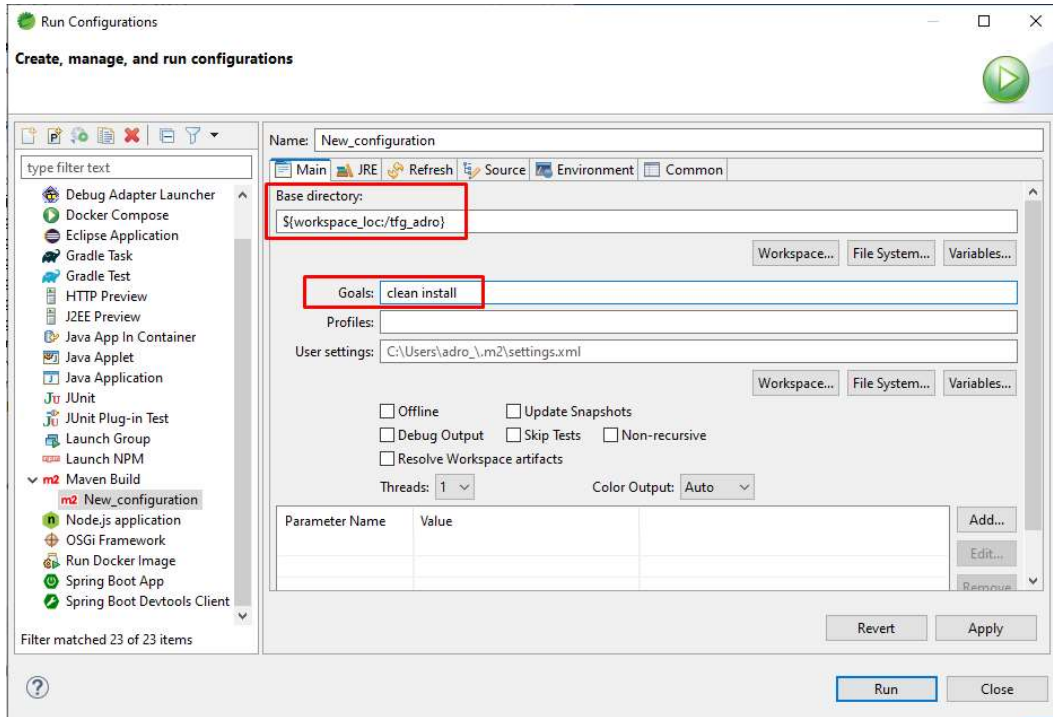 Run Configurations
Create, manage, and run configurations
type filter text
Debug Adapter Launcher
Docker Compose
Eclipse Application
Gradle Task
Gradle Test
HTTP Preview
J2EE Preview
Java App In Container
Java Applet
Java Application
JUnit
JUnit Plug-in Test
Launch Group
Launch NPM
m2 Maven Build
m2 New_configuration
Node.js application
OSGi Framework
Run Docker Image
Spring Boot App
Spring Boot Devtools Client
Filter matched 23 of 23 items
Name: New_configuration
Main JRE Refresh Source Environment Common
Base directory:
${workspace_loc:/tfg_adro}
Workspace... File System... Variables...
Goals: clean install
Profiles:
User settings: C:\Users\adro_\.m2\settings.xml
Workspace... File System... Variables...
Offline Update Snapshots
Debug Output Skip Tests Non-recursive
Resolve Workspace artifacts
Threads: 1 Color Output: Auto
Parameter Name Value
Add...
Edit...
Remove
Revert Apply
? Run Close